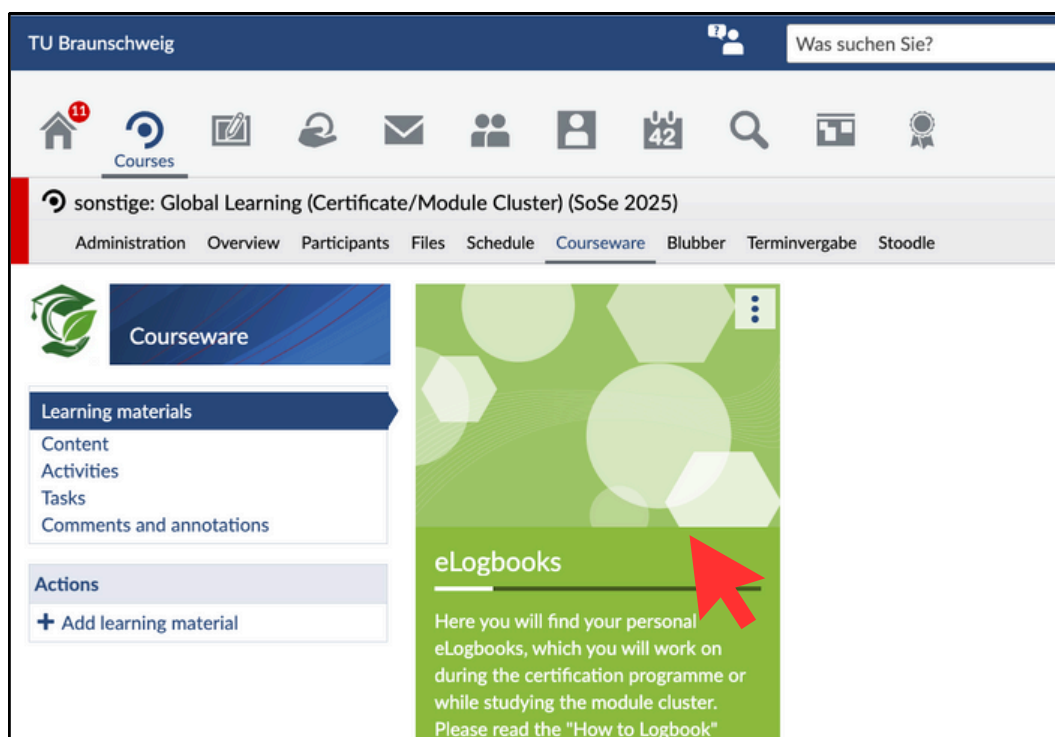 TU Braunschweig
Was suchen Sie?
11
42
Courses
sonstige: Global Learning (Certificate/Module Cluster) (SoSe 2025)
Administration Overview Participants Files Schedule Courseware Blubber Terminvergabe Stoodle
Courseware
Learning materials
Content
Activities
Tasks
Comments and annotations
Actions
+ Add learning material
eLogbooks
Here you will find your personal
eLogbooks, which you will work on
during the certification programme or
while studying the module cluster.
Please read the "How to Logbook"